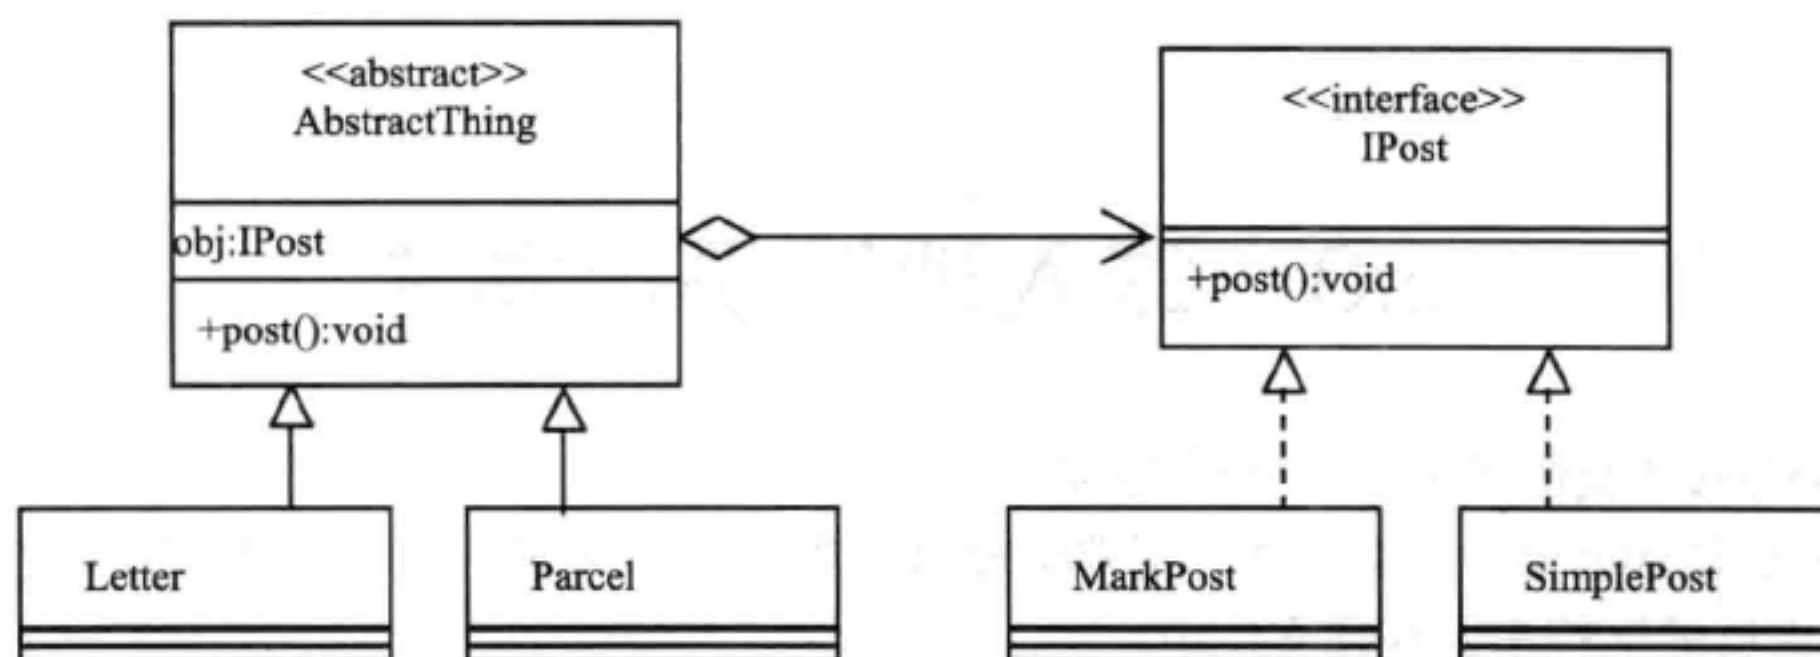 <<abstract>>
AbstractThing
obj:IPost
+post():void
<<interface>>
IPost
+post():void
Letter
Parcel
MarkPost
SimplePost